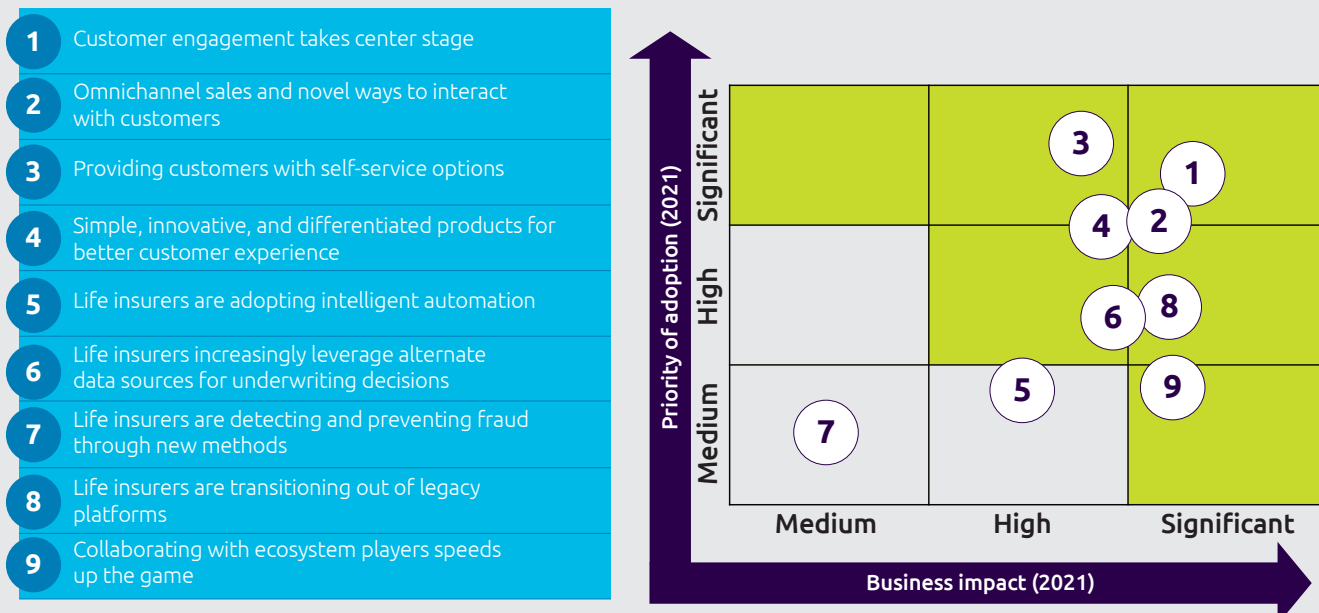 1
Customer engagement takes center stage
2
Omnichannel sales and novel ways to interact
with customers
3
Providing customers with self-service options
4
Simple, innovative, and differentiated products for
better customer experience
5
Life insurers are adopting intelligent automation
6
Life insurers increasingly leverage alternate
data sources for underwriting decisions
7
Life insurers are detecting and preventing fraud
through new methods
8
Life insurers are transitioning out of legacy
platforms
9
Collaborating with ecosystem players speeds
up the game
Priority of adoption (2021)
Significant
High
Medium
3
1
4
2
6
8
5
9
7
Medium
High
Significant
Business impact (2021)